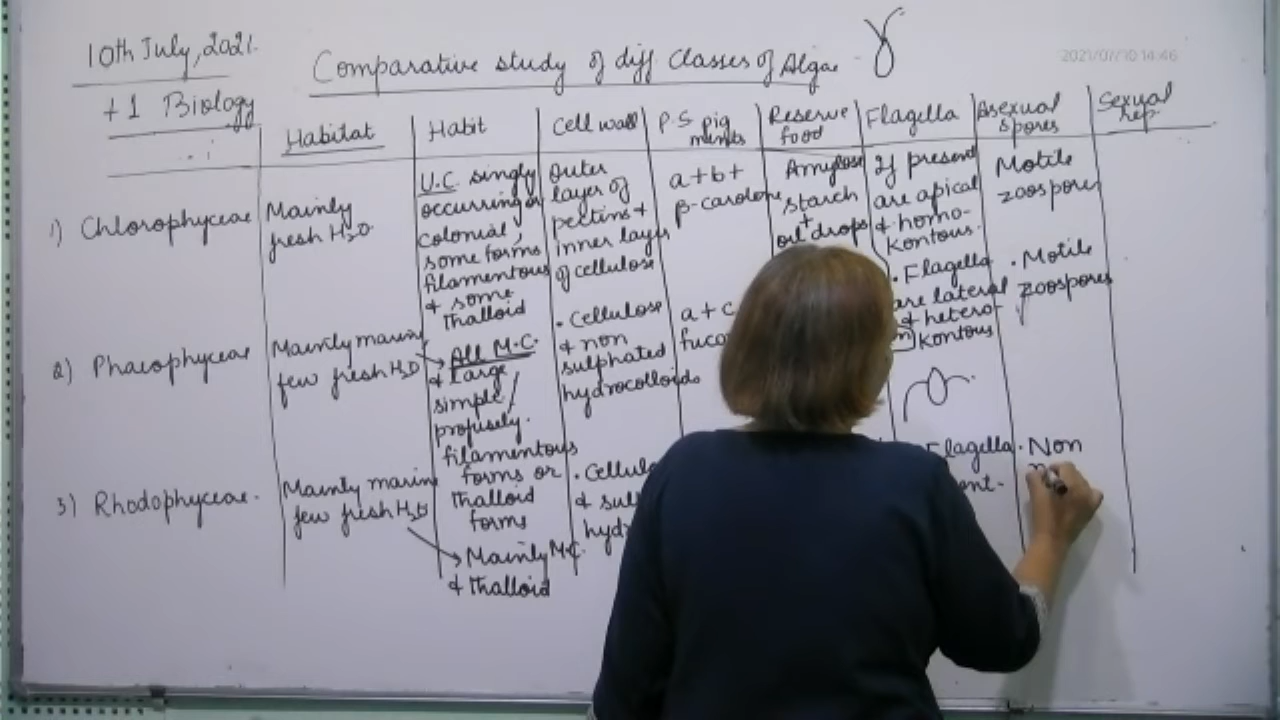 10th July, 2021.
Comparative study of diff. Classes of Algae -
2021/07/10 14:46
+1 Biology
Habitat
Habit
Cell wall
P.S pig
ments
Reserve
food
Flagella
Asexual
spores
Sexual
rep
1) Chlorophyceae
Mainly
fresh H2O
U.C. singly
occurring or
colonial,
some forms
filamentous
& some
thalloid
Outer
layer of
pectins +
inner layer
of cellulose
a+b+
β-carotene
Amylose
starch
+
oil drops
If present
are apical
& homo-
kontous.
Motile
zoospores
2) Phaeophyceae
Mainly marine
few fresh H2O
All M.C.
& large
simple /
profusely.
filamentous
forms or
thalloid
forms
· Cellulose
& non
sulphated
hydrocolloids
a+c
fuco
· Flagella
are lateral
& hetero-
kontous
· Motile
zoospores
3) Rhodophyceae.
Mainly marine
few fresh H2O
Mainly M.C.
& thalloid
· Cellulo
& sul
hyd
Flagella
ent.
· Non